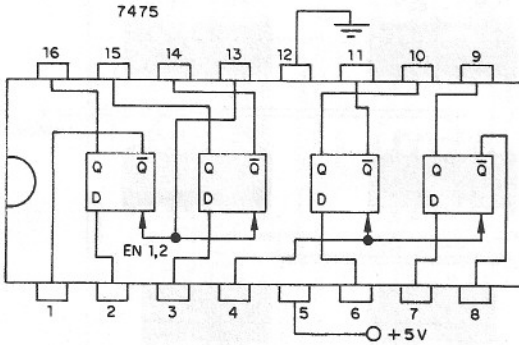 7475
16 15 14 13 12 11 10 9
Q Q̅ Q Q̅ Q Q̅ Q Q̅
D D D D
EN 1,2
1 2 3 4 5 6 7 8
+5V